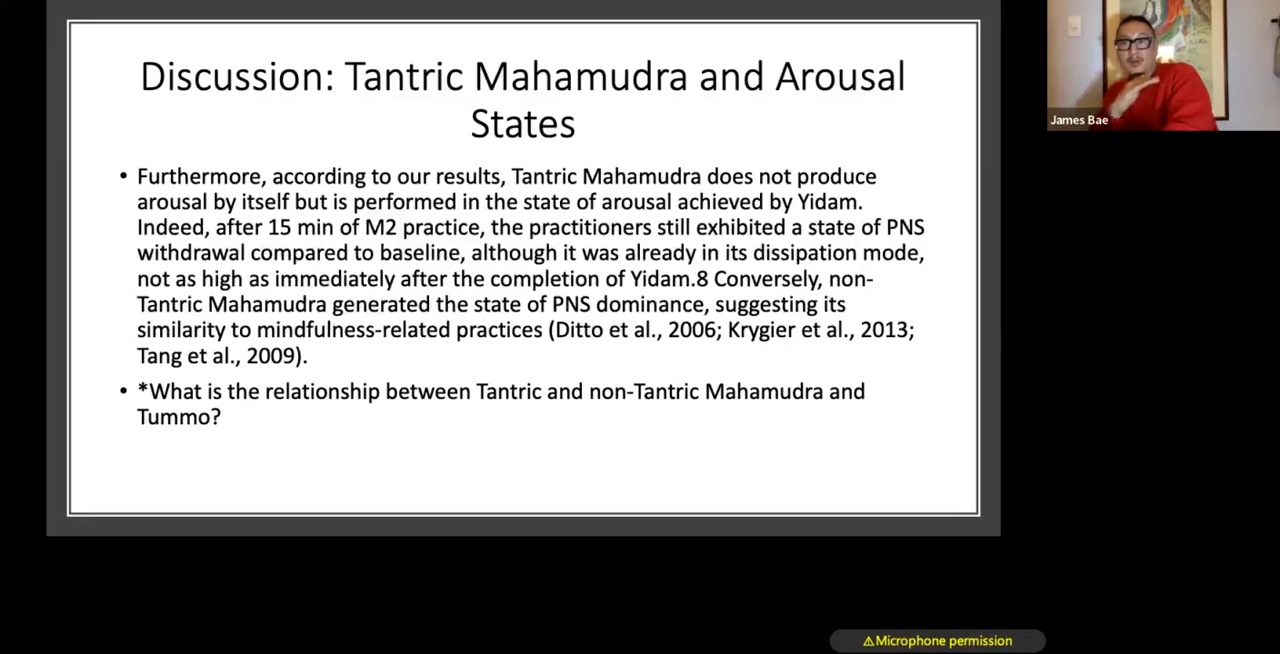 Discussion: Tantric Mahamudra and Arousal
States
• Furthermore, according to our results, Tantric Mahamudra does not produce
arousal by itself but is performed in the state of arousal achieved by Yidam.
Indeed, after 15 min of M2 practice, the practitioners still exhibited a state of PNS
withdrawal compared to baseline, although it was already in its dissipation mode,
not as high as immediately after the completion of Yidam.8 Conversely, non-
Tantric Mahamudra generated the state of PNS dominance, suggesting its
similarity to mindfulness-related practices (Ditto et al., 2006; Krygier et al., 2013;
Tang et al., 2009).
• *What is the relationship between Tantric and non-Tantric Mahamudra and
Tummo?
James Bae
⚠Microphone permission